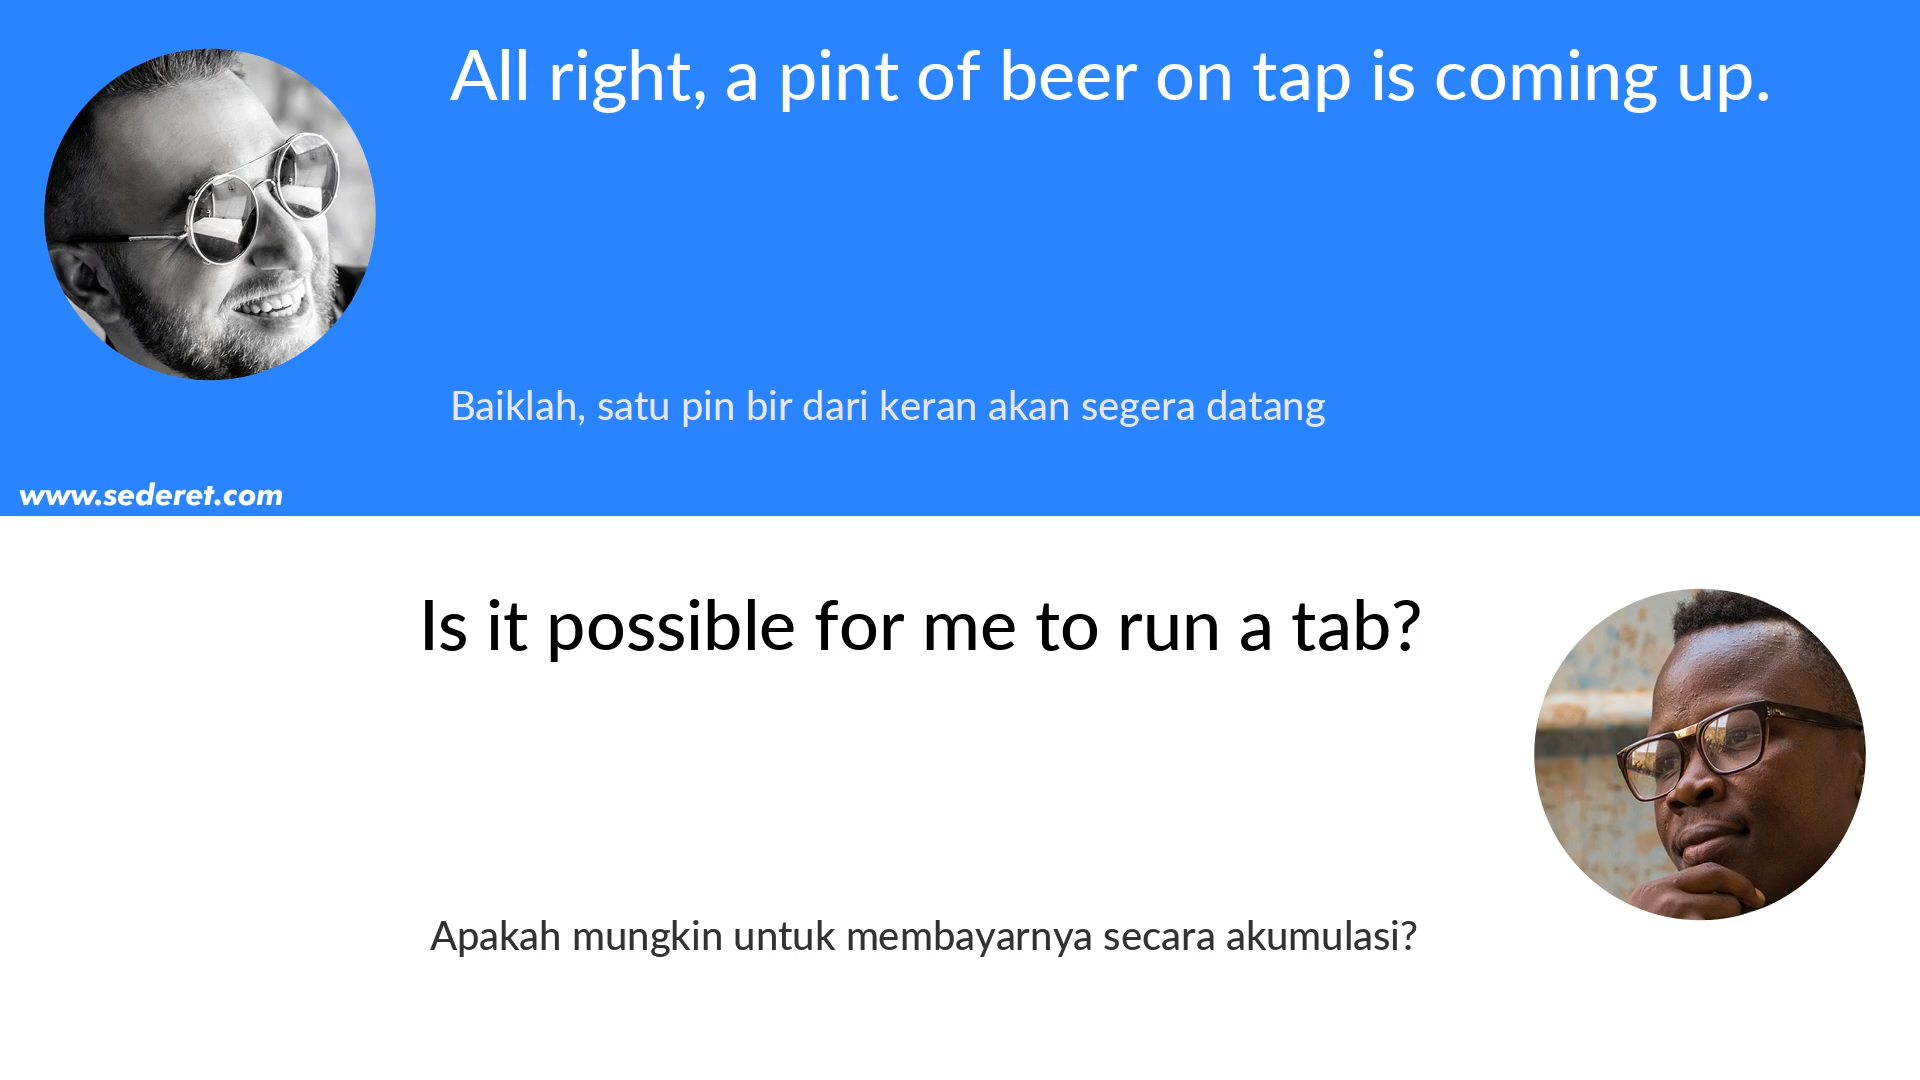 All right, a pint of beer on tap is coming up.
Baiklah, satu pin bir dari keran akan segera datang
www.sederet.com
Is it possible for me to run a tab?
Apakah mungkin untuk membayarnya secara akumulasi?